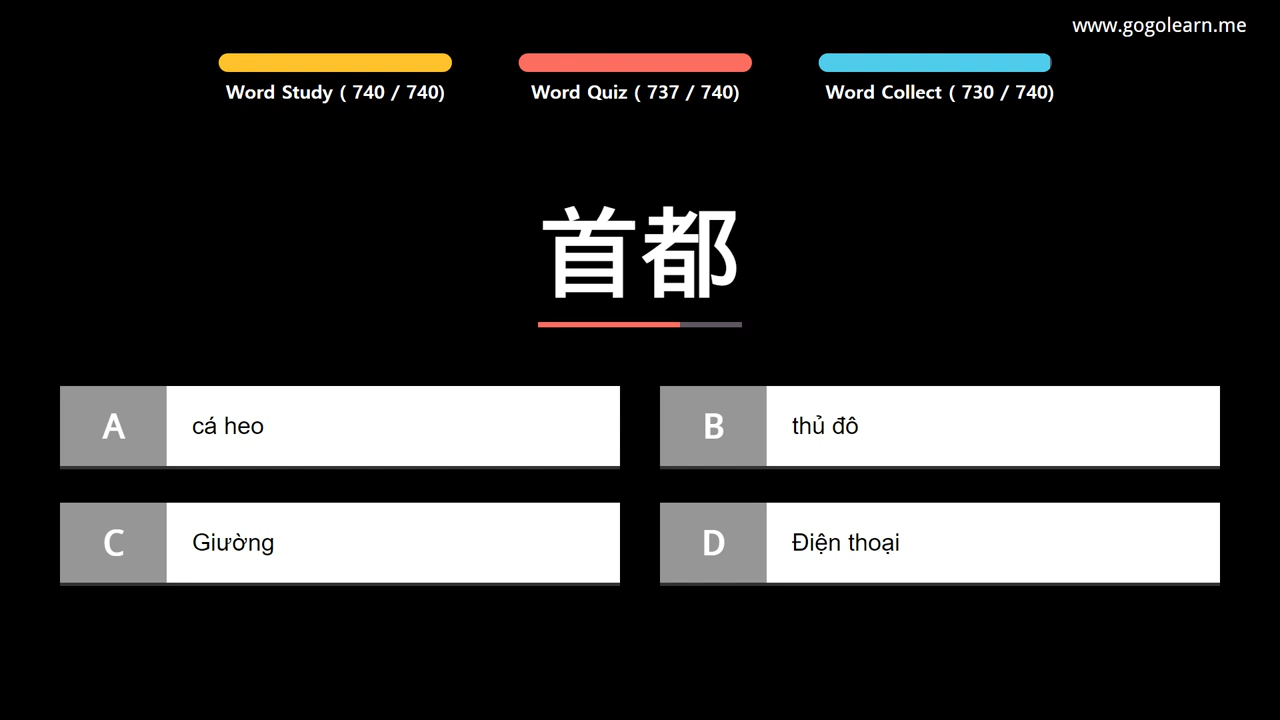 www.gogolearn.me
Word Study ( 740 / 740)
Word Quiz ( 737 / 740)
Word Collect ( 730 / 740)
首都
A cá heo
B thủ đô
C Giường
D Điện thoại